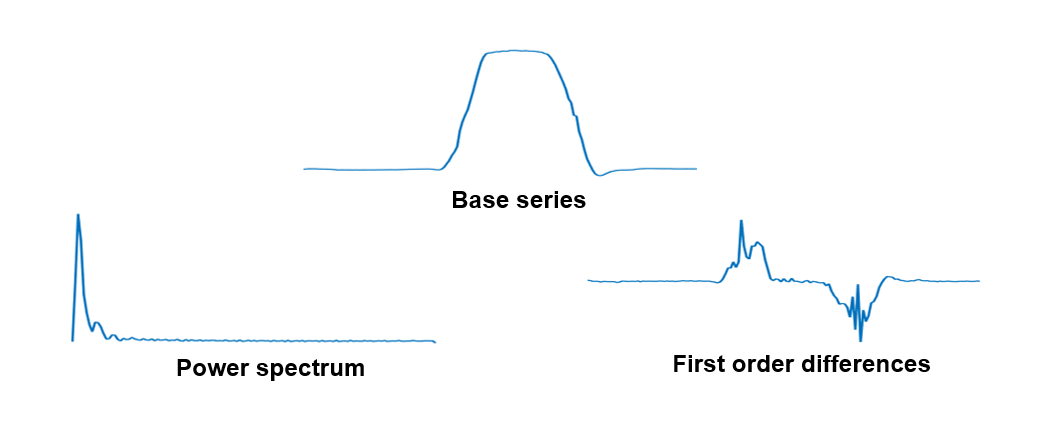 Base series
Power spectrum
First order differences